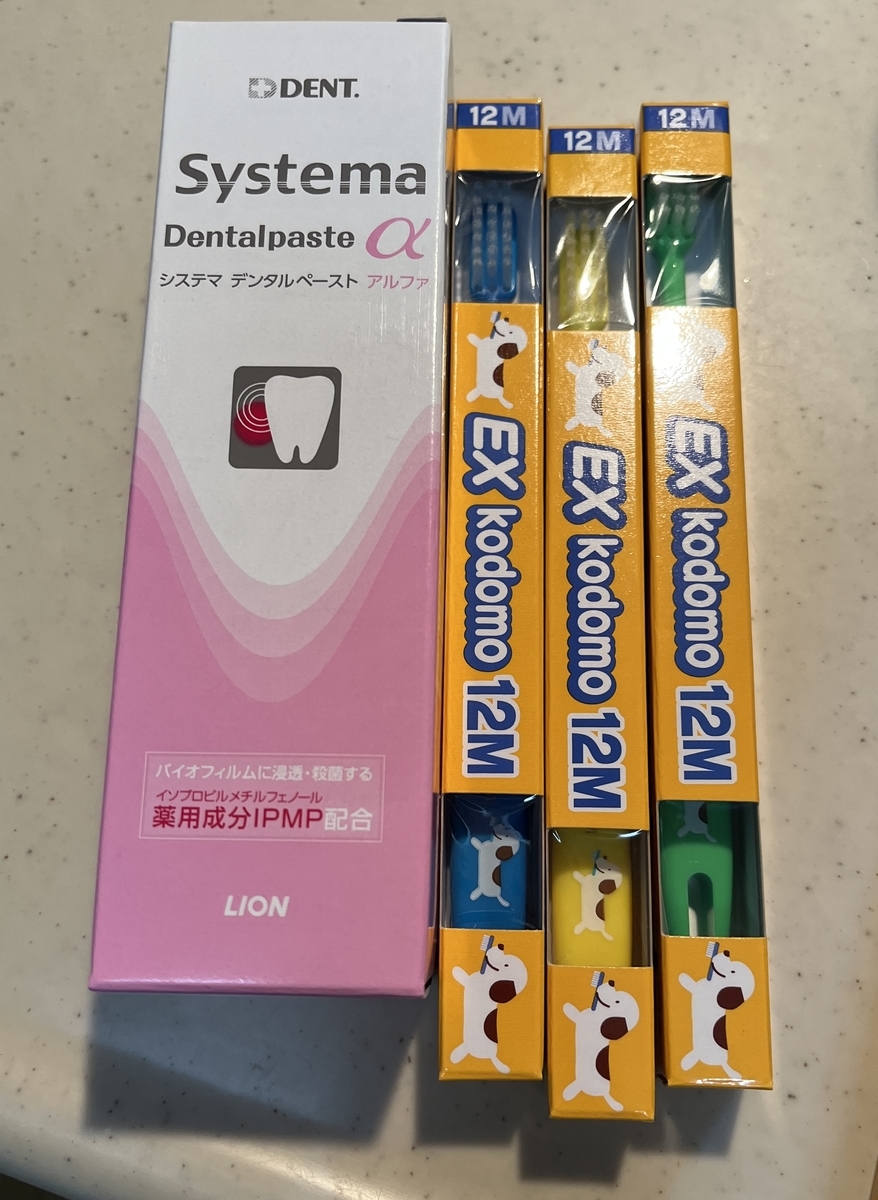 DENT.
Systema
Dentalpaste α
システマ デンタルペースト アルファ
バイオフィルムに浸透・殺菌する
イソプロピルメチルフェノール
薬用成分IPMP配合
LION
12M
EX kodomo 12M
12M
EX kodomo 12M
12M
EX kodomo 12M